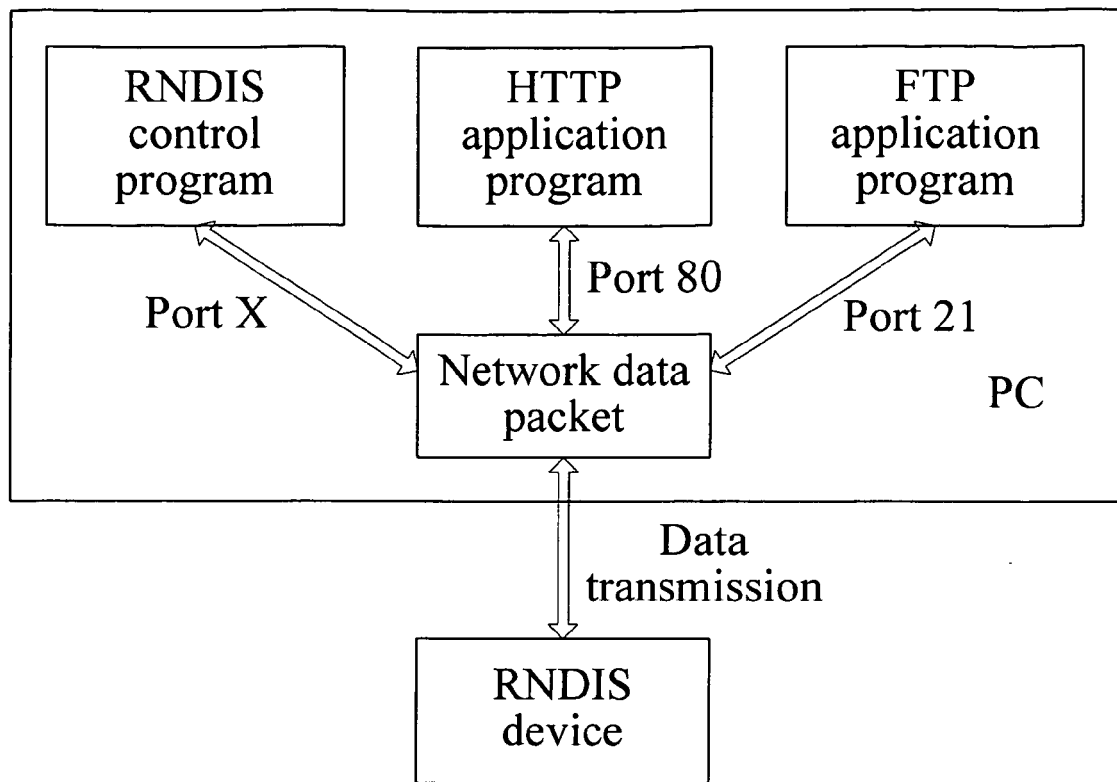 RNDIS
control
program
HTTP
application
program
FTP
application
program
Port X
Port 80
Port 21
Network data
packet
PC
Data
transmission
RNDIS
device